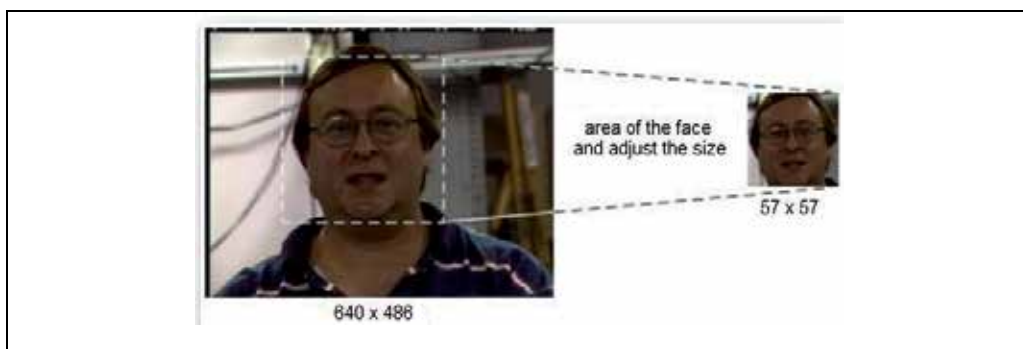 area of the face
and adjust the size
57 x 57
640 x 486